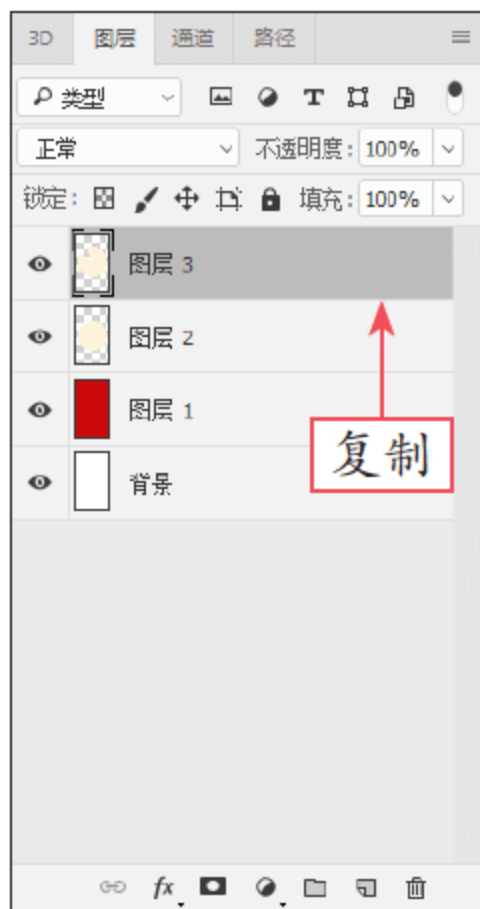 3D 图层 通道 路径
类型
正常 不透明度: 100%
锁定: 填充: 100%
图层 3
图层 2
图层 1
复制
背景
fx